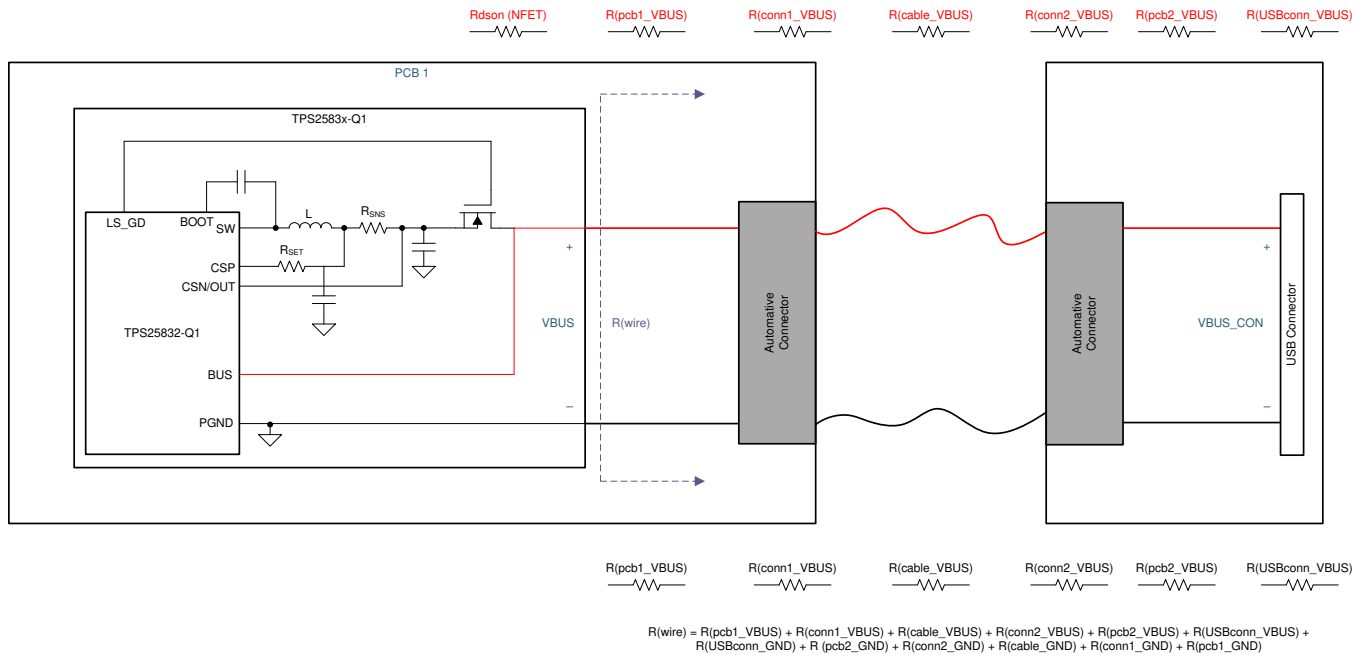 Rdson (NFET) R(pcb1_VBUS) R(conn1_VBUS) R(cable_VBUS) R(conn2_VBUS) R(pcb2_VBUS) R(USBconn_VBUS)
PCB 1
TPS2583x-Q1
LS_GD
BOOT
SW
L
RSNS
RSET
CSP
CSN/OUT
TPS25832-Q1
BUS
PGND
+
VBUS
–
R(wire)
Automative
Connector
Automative
Connector
+
VBUS_CON
–
USB Connector
R(pcb1_VBUS) R(conn1_VBUS) R(cable_VBUS) R(conn2_VBUS) R(pcb2_VBUS) R(USBconn_VBUS)
R(wire) = R(pcb1_VBUS) + R(conn1_VBUS) + R(cable_VBUS) + R(conn2_VBUS) + R(pcb2_VBUS) + R(USBconn_VBUS) +
R(USBconn_GND) + R (pcb2_GND) + R(conn2_GND) + R(cable_GND) + R(conn1_GND) + R(pcb1_GND)